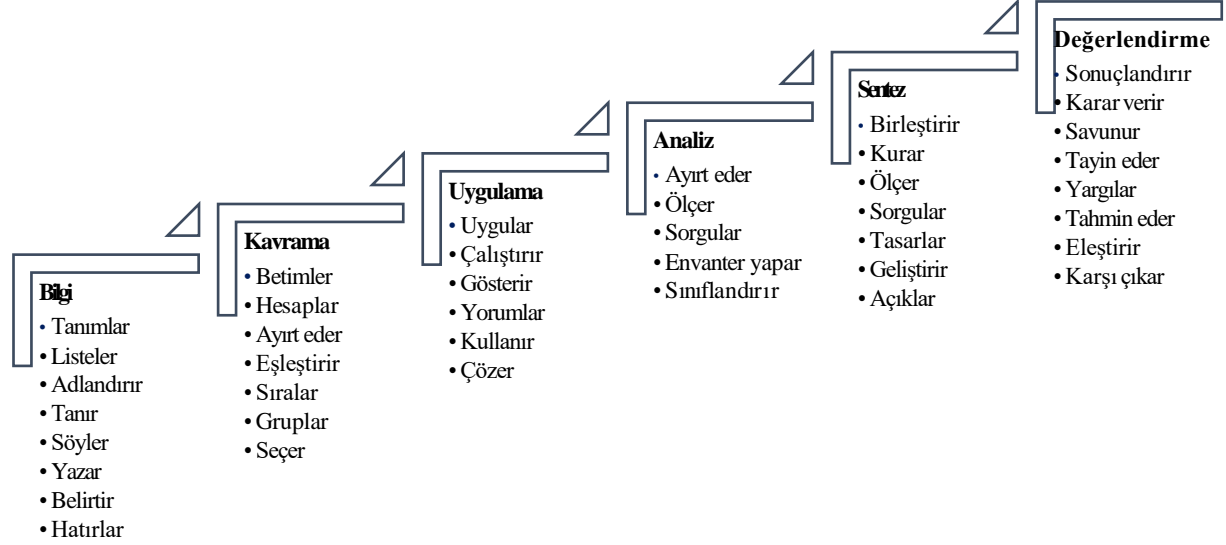 Bilgi
• Tanımlar
• Listeler
• Adlandırır
• Tanır
• Söyler
• Yazar
• Belirtir
• Hatırlar
Kavrama
• Betimler
• Hesaplar
• Ayırt eder
• Eşleştirir
• Sıralar
• Gruplar
• Seçer
Uygulama
• Uygular
• Çalıştırır
• Gösterir
• Yorumlar
• Kullanır
• Çözer
Analiz
• Ayırt eder
• Ölçer
• Sorgular
• Envanter yapar
• Sınıflandırır
Sentez
• Birleştirir
• Kurar
• Ölçer
• Sorgular
• Tasarlar
• Geliştirir
• Açıklar
Değerlendirme
• Sonuçlandırır
• Karar verir
• Savunur
• Tayin eder
• Yargılar
• Tahmin eder
• Eleştirir
• Karşı çıkar